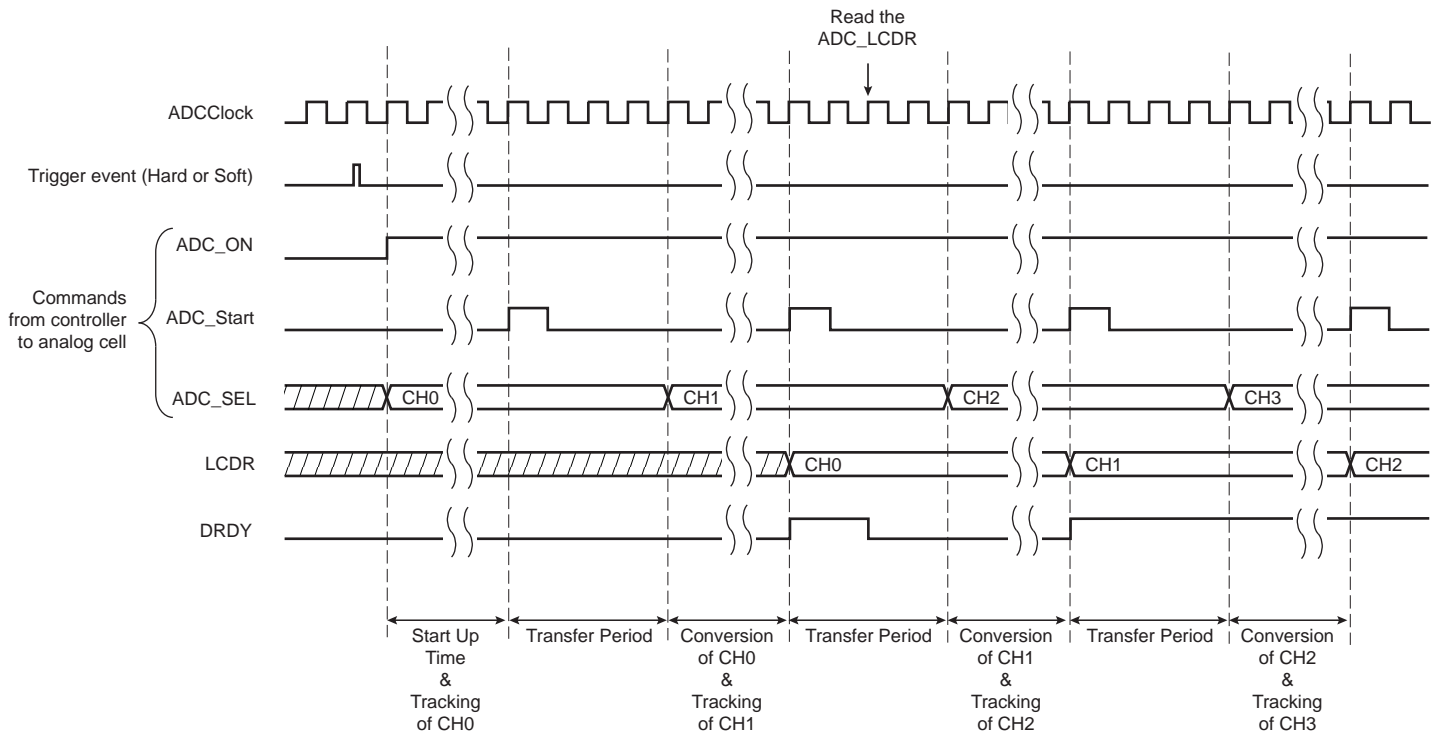 Read the
ADC_LCDR
ADCClock
Trigger event (Hard or Soft)
ADC_ON
Commands
from controller
to analog cell
ADC_Start
ADC_SEL
CH0
CH1
CH2
CH3
LCDR
CH0
CH1
CH2
DRDY
Start Up
Time
&
Tracking
of CH0
Transfer Period
Conversion
of CH0
&
Tracking
of CH1
Transfer Period
Conversion
of CH1
&
Tracking
of CH2
Transfer Period
Conversion
of CH2
&
Tracking
of CH3